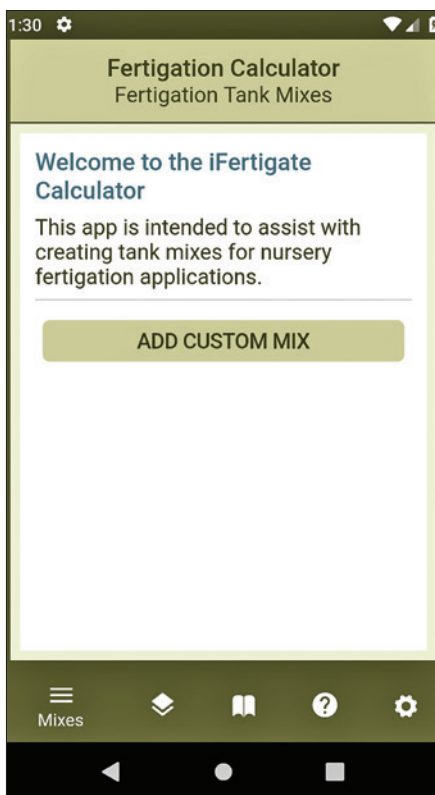 1:30
Fertigation Calculator
Fertigation Tank Mixes
Welcome to the iFertigate
Calculator
This app is intended to assist with
creating tank mixes for nursery
fertigation applications.
ADD CUSTOM MIX
?
Mixes